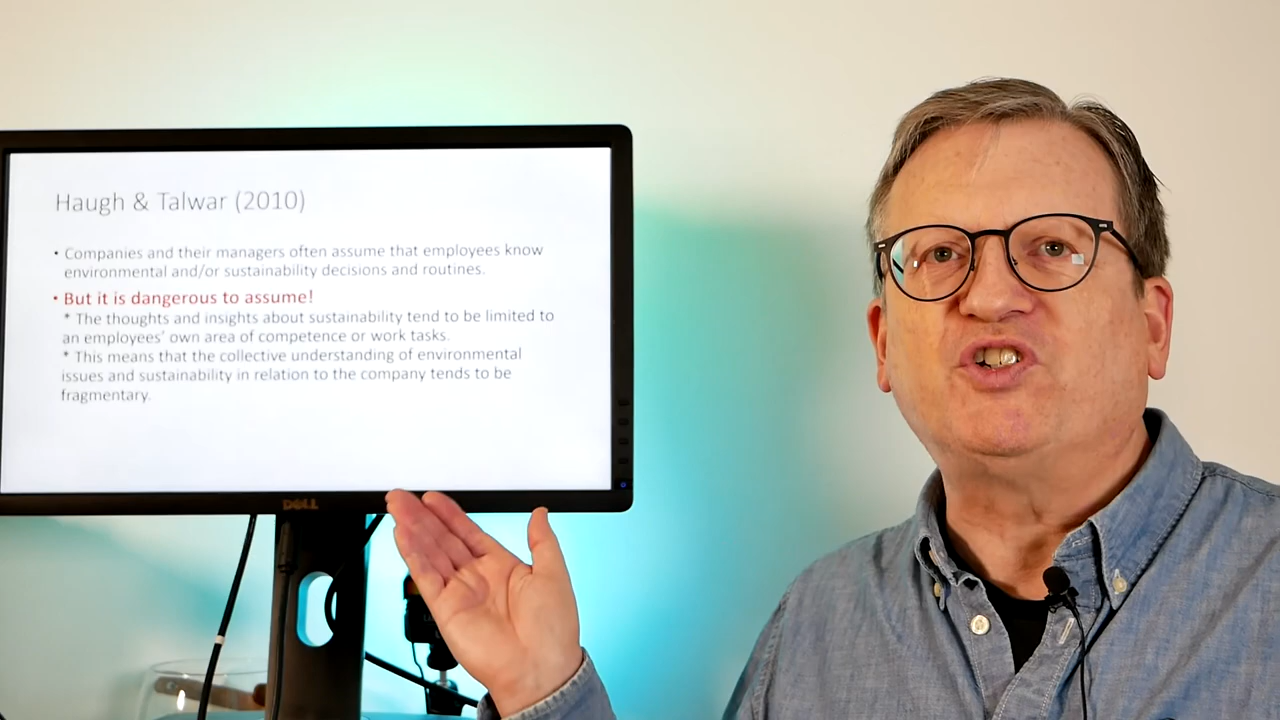 Haugh & Talwar (2010)
• Companies and their managers often assume that employees know
environmental and/or sustainability decisions and routines.
• But it is dangerous to assume!
* The thoughts and insights about sustainability tend to be limited to
an employees’ own area of competence or work tasks.
* This means that the collective understanding of environmental
issues and sustainability in relation to the company tends to be
fragmentary.
DELL